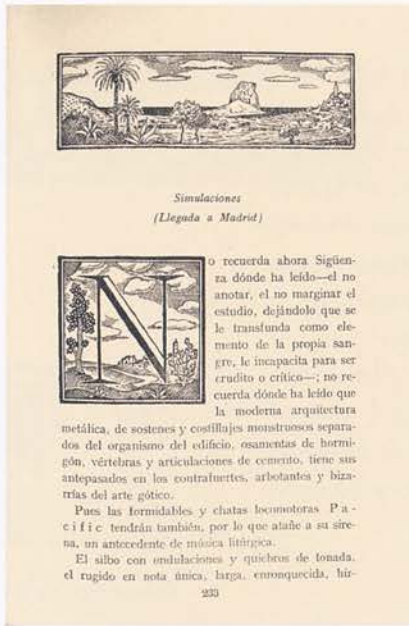 Simulaciones
(Llegada a Madrid)
No recuerda ahora Sigüen-
za dónde ha leído—el no
anotar, el no marginar el
estudio, dejándolo que se
le transfunda como ele-
mento de la propia san-
gre, le incapacita para ser
erudito o crítico—; no re-
cuerda dónde ha leído que
la moderna arquitectura
metálica, de sostenes y costillajes monstruosos separa-
dos del organismo del edificio, osamentas de hormi-
gón, vértebras y articulaciones de cemento, tiene sus
antepasados en los contrafuertes, arbotantes y biza-
rrías del arte gótico.
Pues las formidables y chatas locomotoras Pa-
cific tendrán también, por lo que atañe a su sire-
na, un antecedente de música litúrgica.
El silbo con ondulaciones y quiebros de tonada,
el rugido en nota única, larga, enronquecida, hir-
233